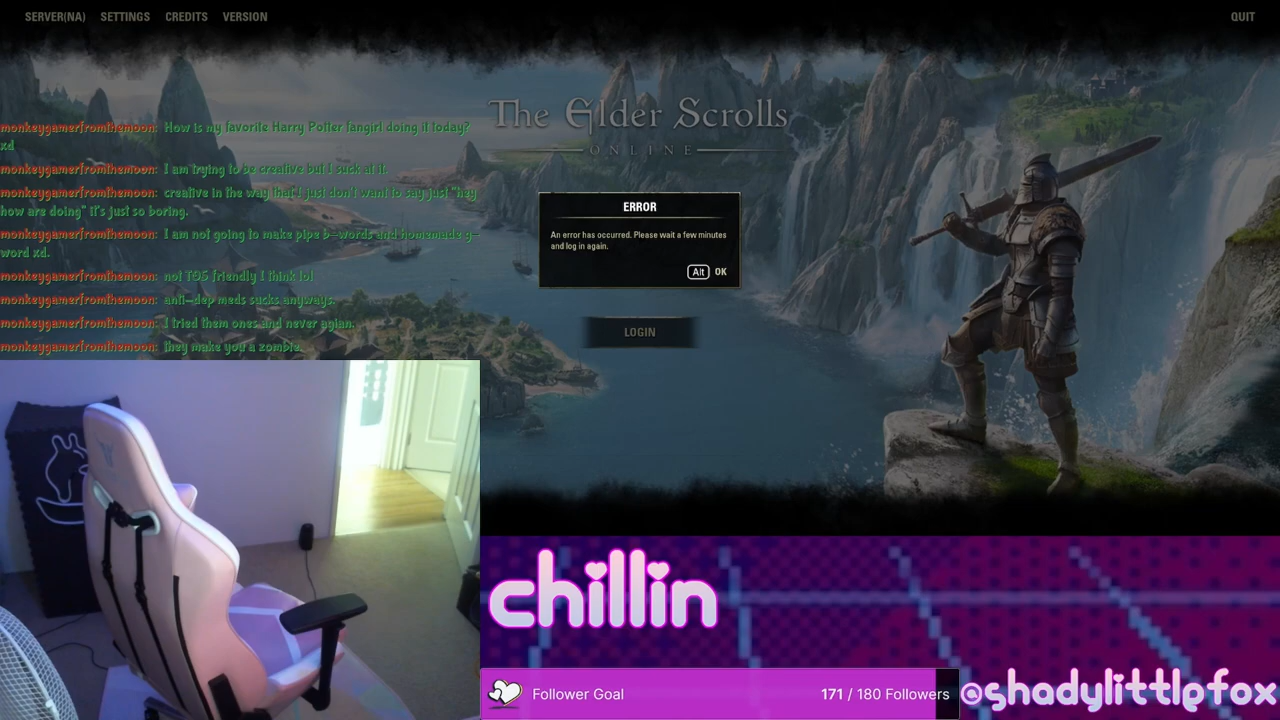 SERVER(NA) SETTINGS CREDITS VERSION QUIT
The Elder Scrolls
ONLINE
monkeygamerfromthemoon: How is my favorite Harry Potter fangirl doing it today?
xd
monkeygamerfromthemoon: I am trying to be creative but I suck at it.
monkeygamerfromthemoon: creative in the way that I just don't want to say just "hey
how are doing" it's just so boring.
monkeygamerfromthemoon: I am not going to make pipe b-words and homemade g-
word xd.
monkeygamerfromthemoon: not TOS friendly I think lol
monkeygamerfromthemoon: anti-dep meds sucks anyways.
monkeygamerfromthemoon: I tried them ones and never agian.
monkeygamerfromthemoon: they make you a zombie.
ERROR
An error has occurred. Please wait a few minutes
and log in again.
Alt OK
LOGIN
chillin
Follower Goal 171 / 180 Followers
@shadylittlefox